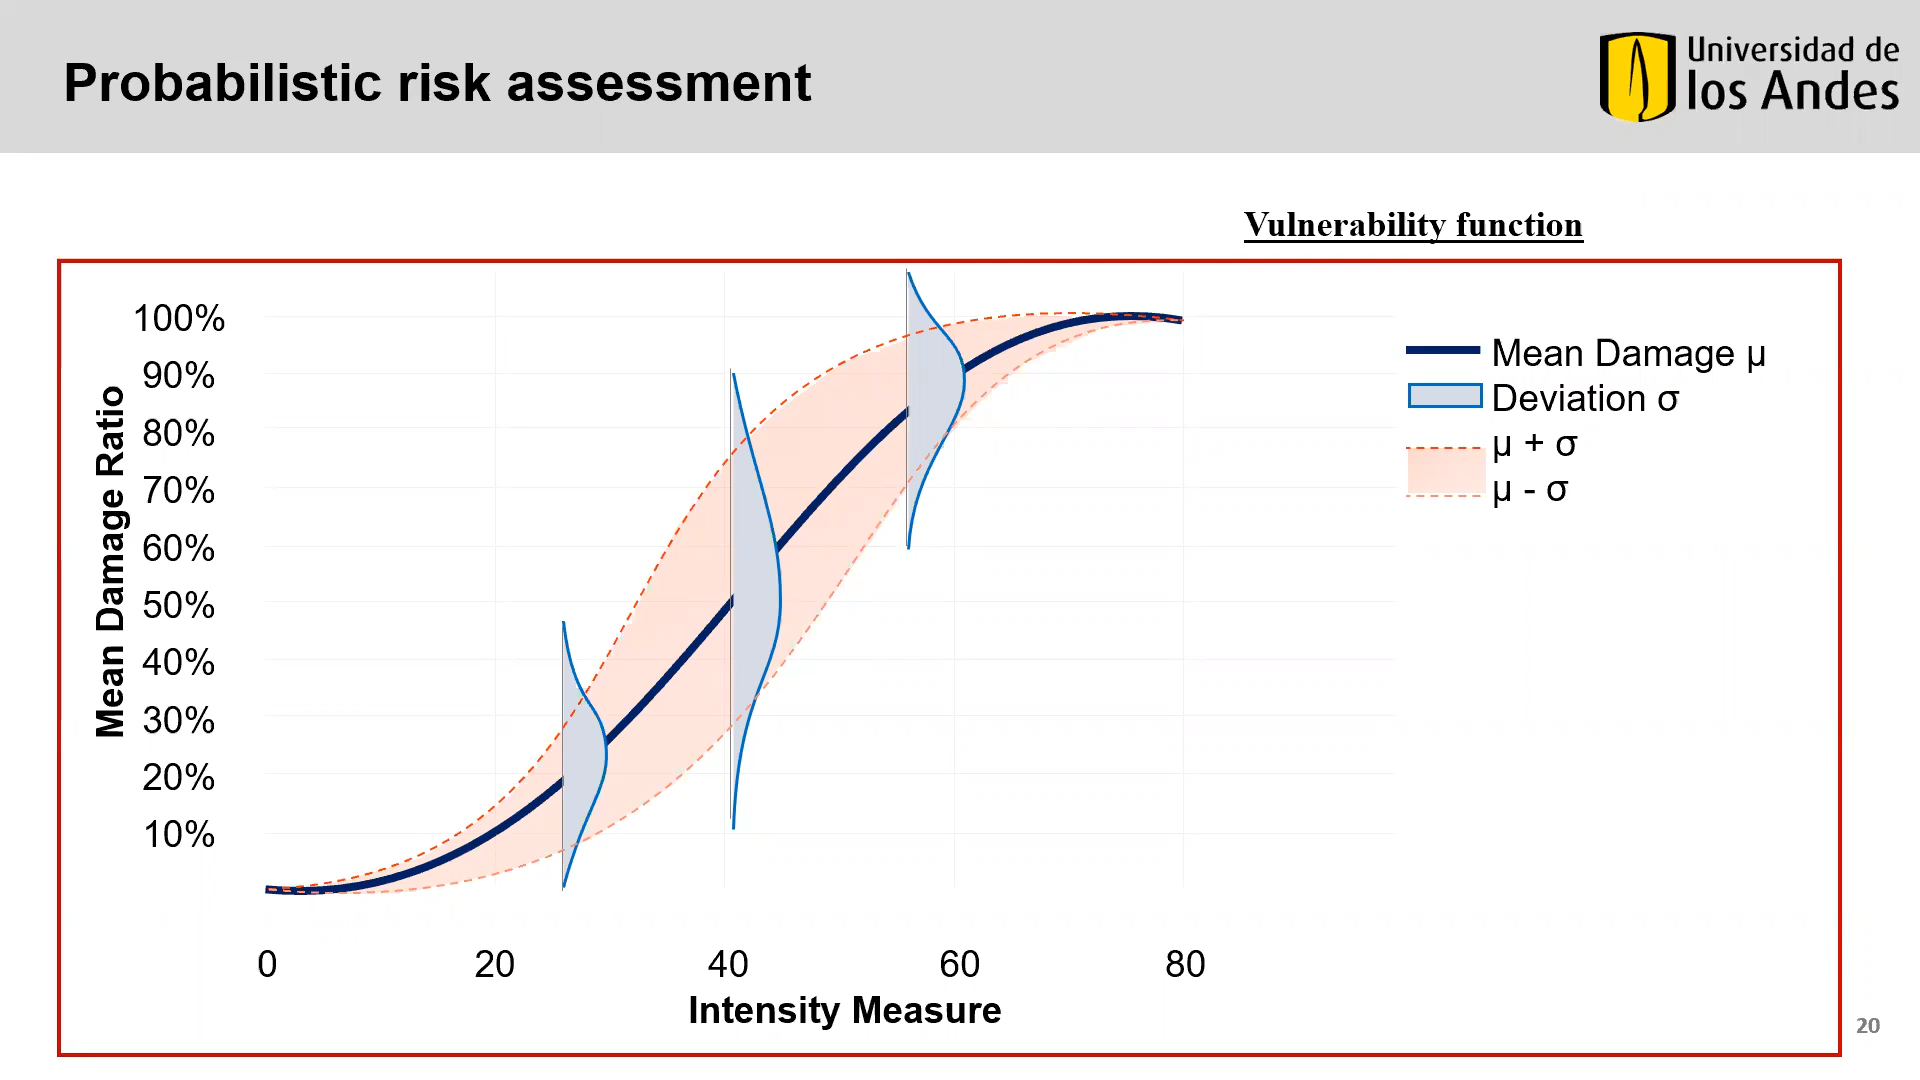 Probabilistic risk assessment
Universidad de
los Andes
Vulnerability function
100%
90%
80%
70%
60%
50%
40%
30%
20%
10%
Mean Damage Ratio
0
20
40
60
80
Intensity Measure
Mean Damage μ
Deviation σ
μ + σ
μ - σ
20